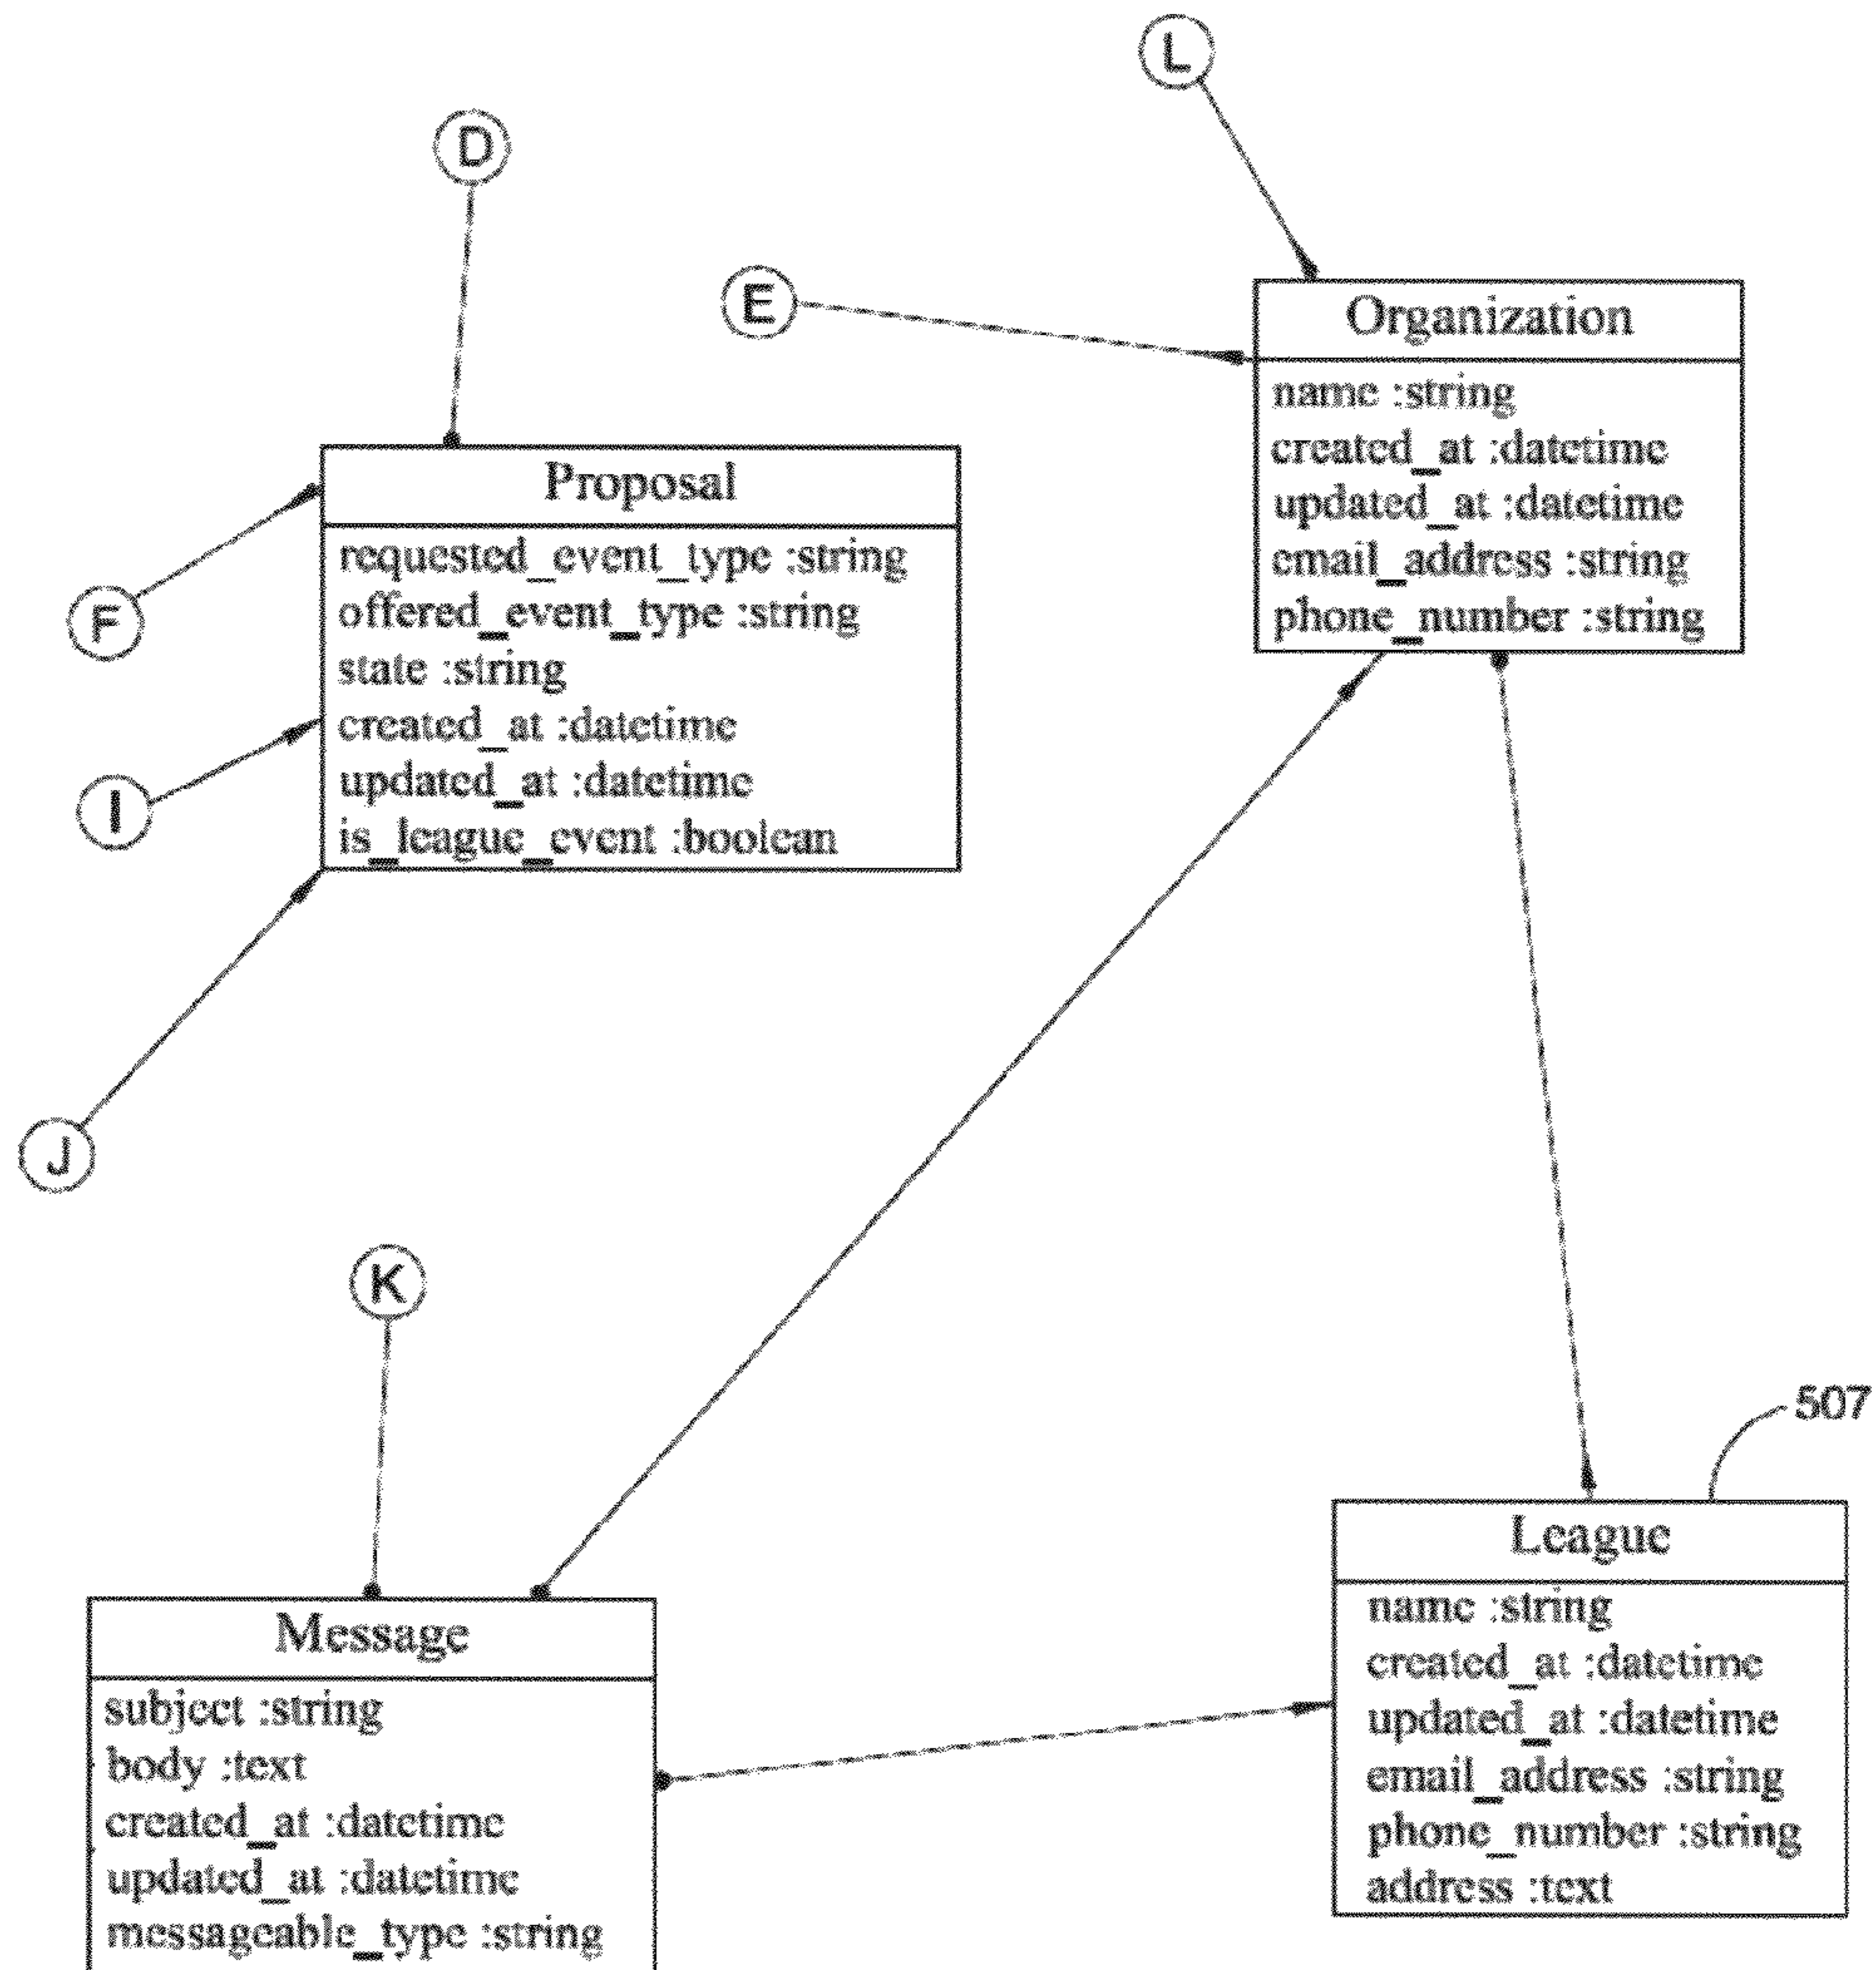 L
D
E
Organization
name :string
created_at :datetime
updated_at :datetime
email_address :string
phone_number :string
Proposal
requested_event_type :string
offered_event_type :string
state :string
created_at :datetime
updated_at :datetime
is_league_event :boolean
F
I
J
K
507
League
name :string
created_at :datetime
updated_at :datetime
email_address :string
phone_number :string
address :text
Message
subject :string
body :text
created_at :datetime
updated_at :datetime
messageable_type :string